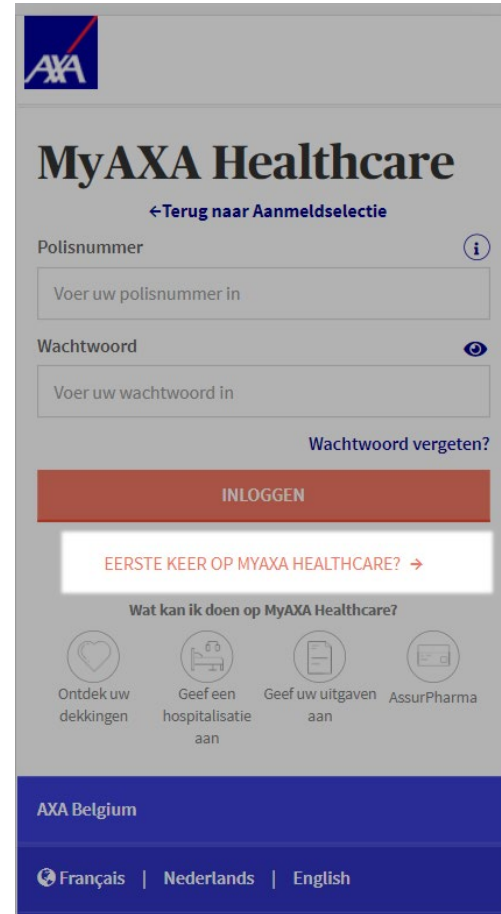 AXA
MyAXA Healthcare
←Terug naar Aanmeldselectie
Polisnummer
Voer uw polisnummer in
Wachtwoord
Voer uw wachtwoord in
Wachtwoord vergeten?
INLOGGEN
EERSTE KEER OP MYAXA HEALTHCARE? →
Wat kan ik doen op MyAXA Healthcare?
Ontdek uw
dekkingen
Geef een
hospitalisatie
aan
Geef uw uitgaven
aan
AssurPharma
AXA Belgium
Français | Nederlands | English